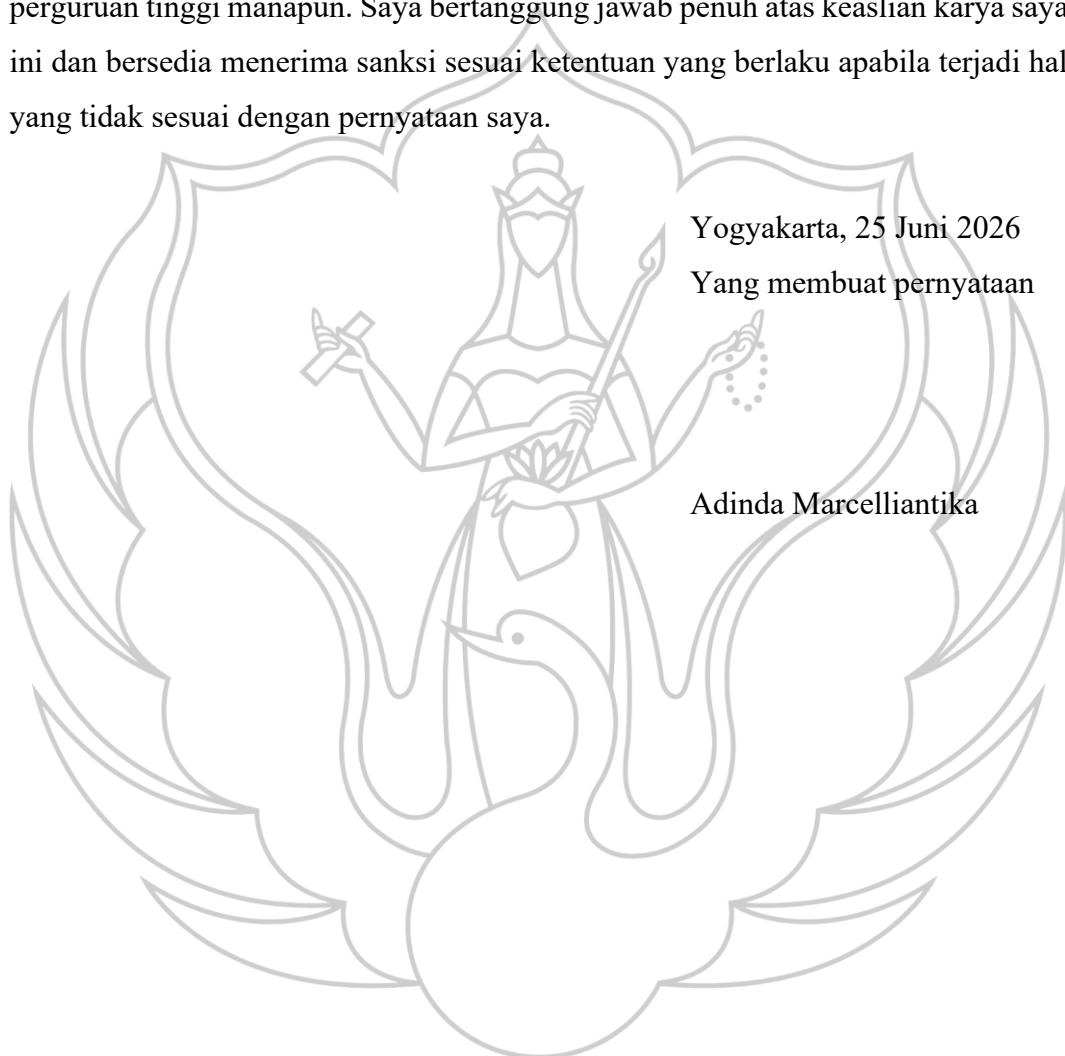 perguruan tinggi manapun. Saya bertanggung jawab penuh atas keaslian karya saya
ini dan bersedia menerima sanksi sesuai ketentuan yang berlaku apabila terjadi hal
yang tidak sesuai dengan pernyataan saya.
Yogyakarta, 25 Juni 2026
Yang membuat pernyataan
Adinda Marcelliantika